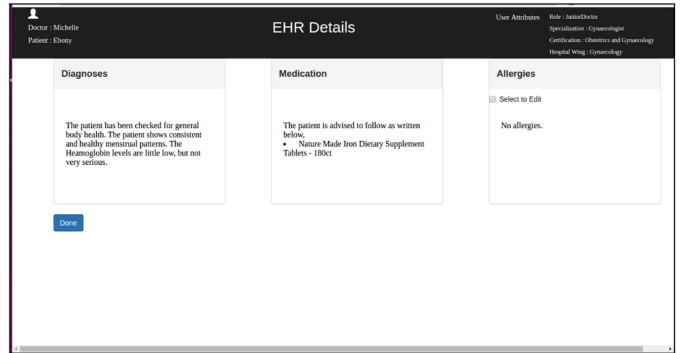 Doctor : Michelle
Patient : Ebony
EHR Details
User Attributes
Role : JuniorDoctor
Specialization : Gynaecologist
Certification : Obstetrics and Gynaecology
Hospital Wing : Gynaecology
Diagnoses
The patient has been checked for general
body health. The patient shows consistent
and healthy menstrual patterns. The
Heamoglobin levels are little low, but not
very serious.
Medication
The patient is advised to follow as written
below,
• Nature Made Iron Dietary Supplement
Tablets - 180ct
Allergies
Select to Edit
No allergies.
Done